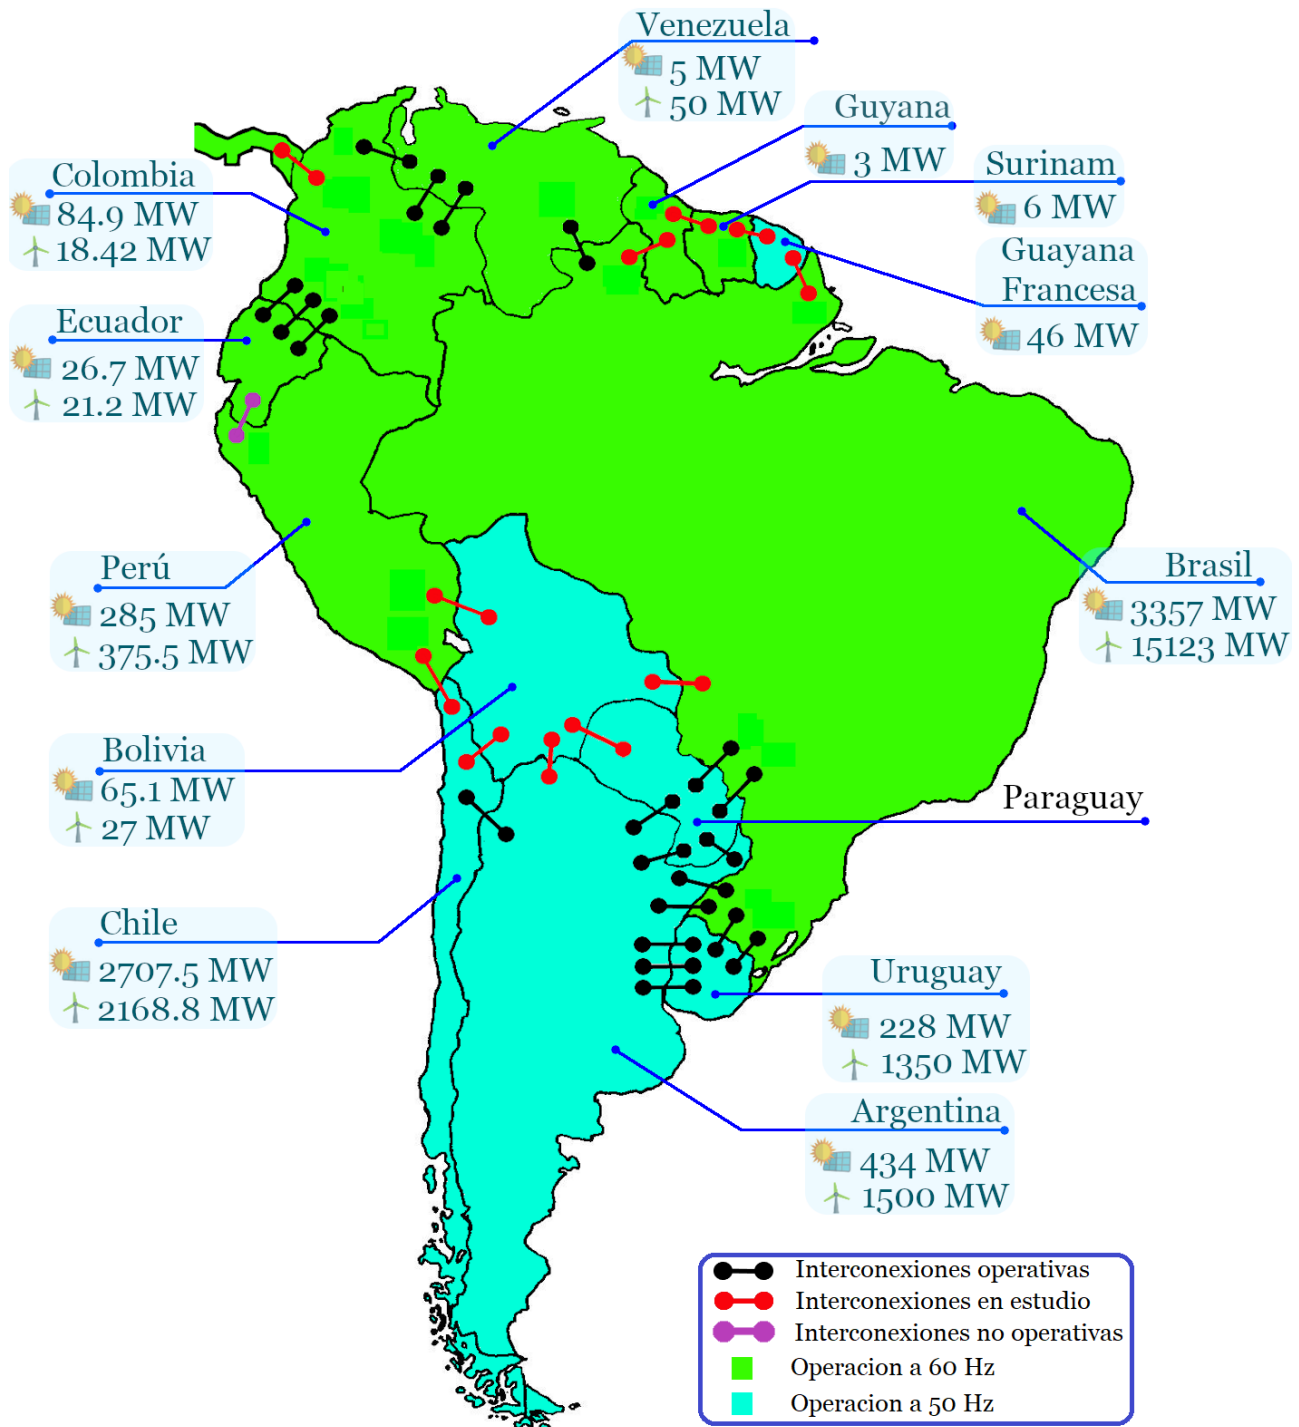 Venezuela
5 MW
50 MW
Guyana
3 MW
Surinam
6 MW
Guayana
Francesa
46 MW
Colombia
84.9 MW
18.42 MW
Ecuador
26.7 MW
21.2 MW
Perú
285 MW
375.5 MW
Brasil
3357 MW
15123 MW
Bolivia
65.1 MW
27 MW
Paraguay
Chile
2707.5 MW
2168.8 MW
Uruguay
228 MW
1350 MW
Argentina
434 MW
1500 MW
Interconexiones operativas
Interconexiones en estudio
Interconexiones no operativas
Operacion a 60 Hz
Operacion a 50 Hz